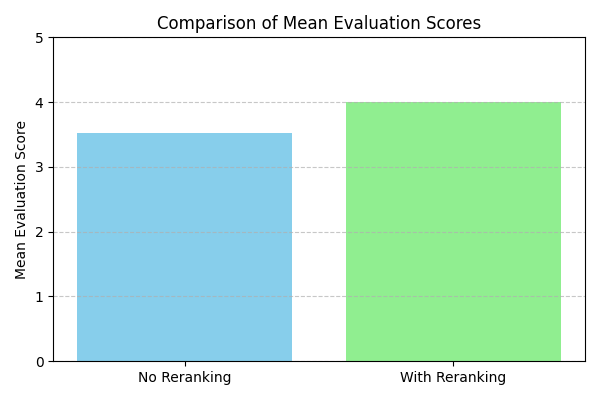 Comparison of Mean Evaluation Scores
Mean Evaluation Score
5
4
3
2
1
0
No Reranking
With Reranking